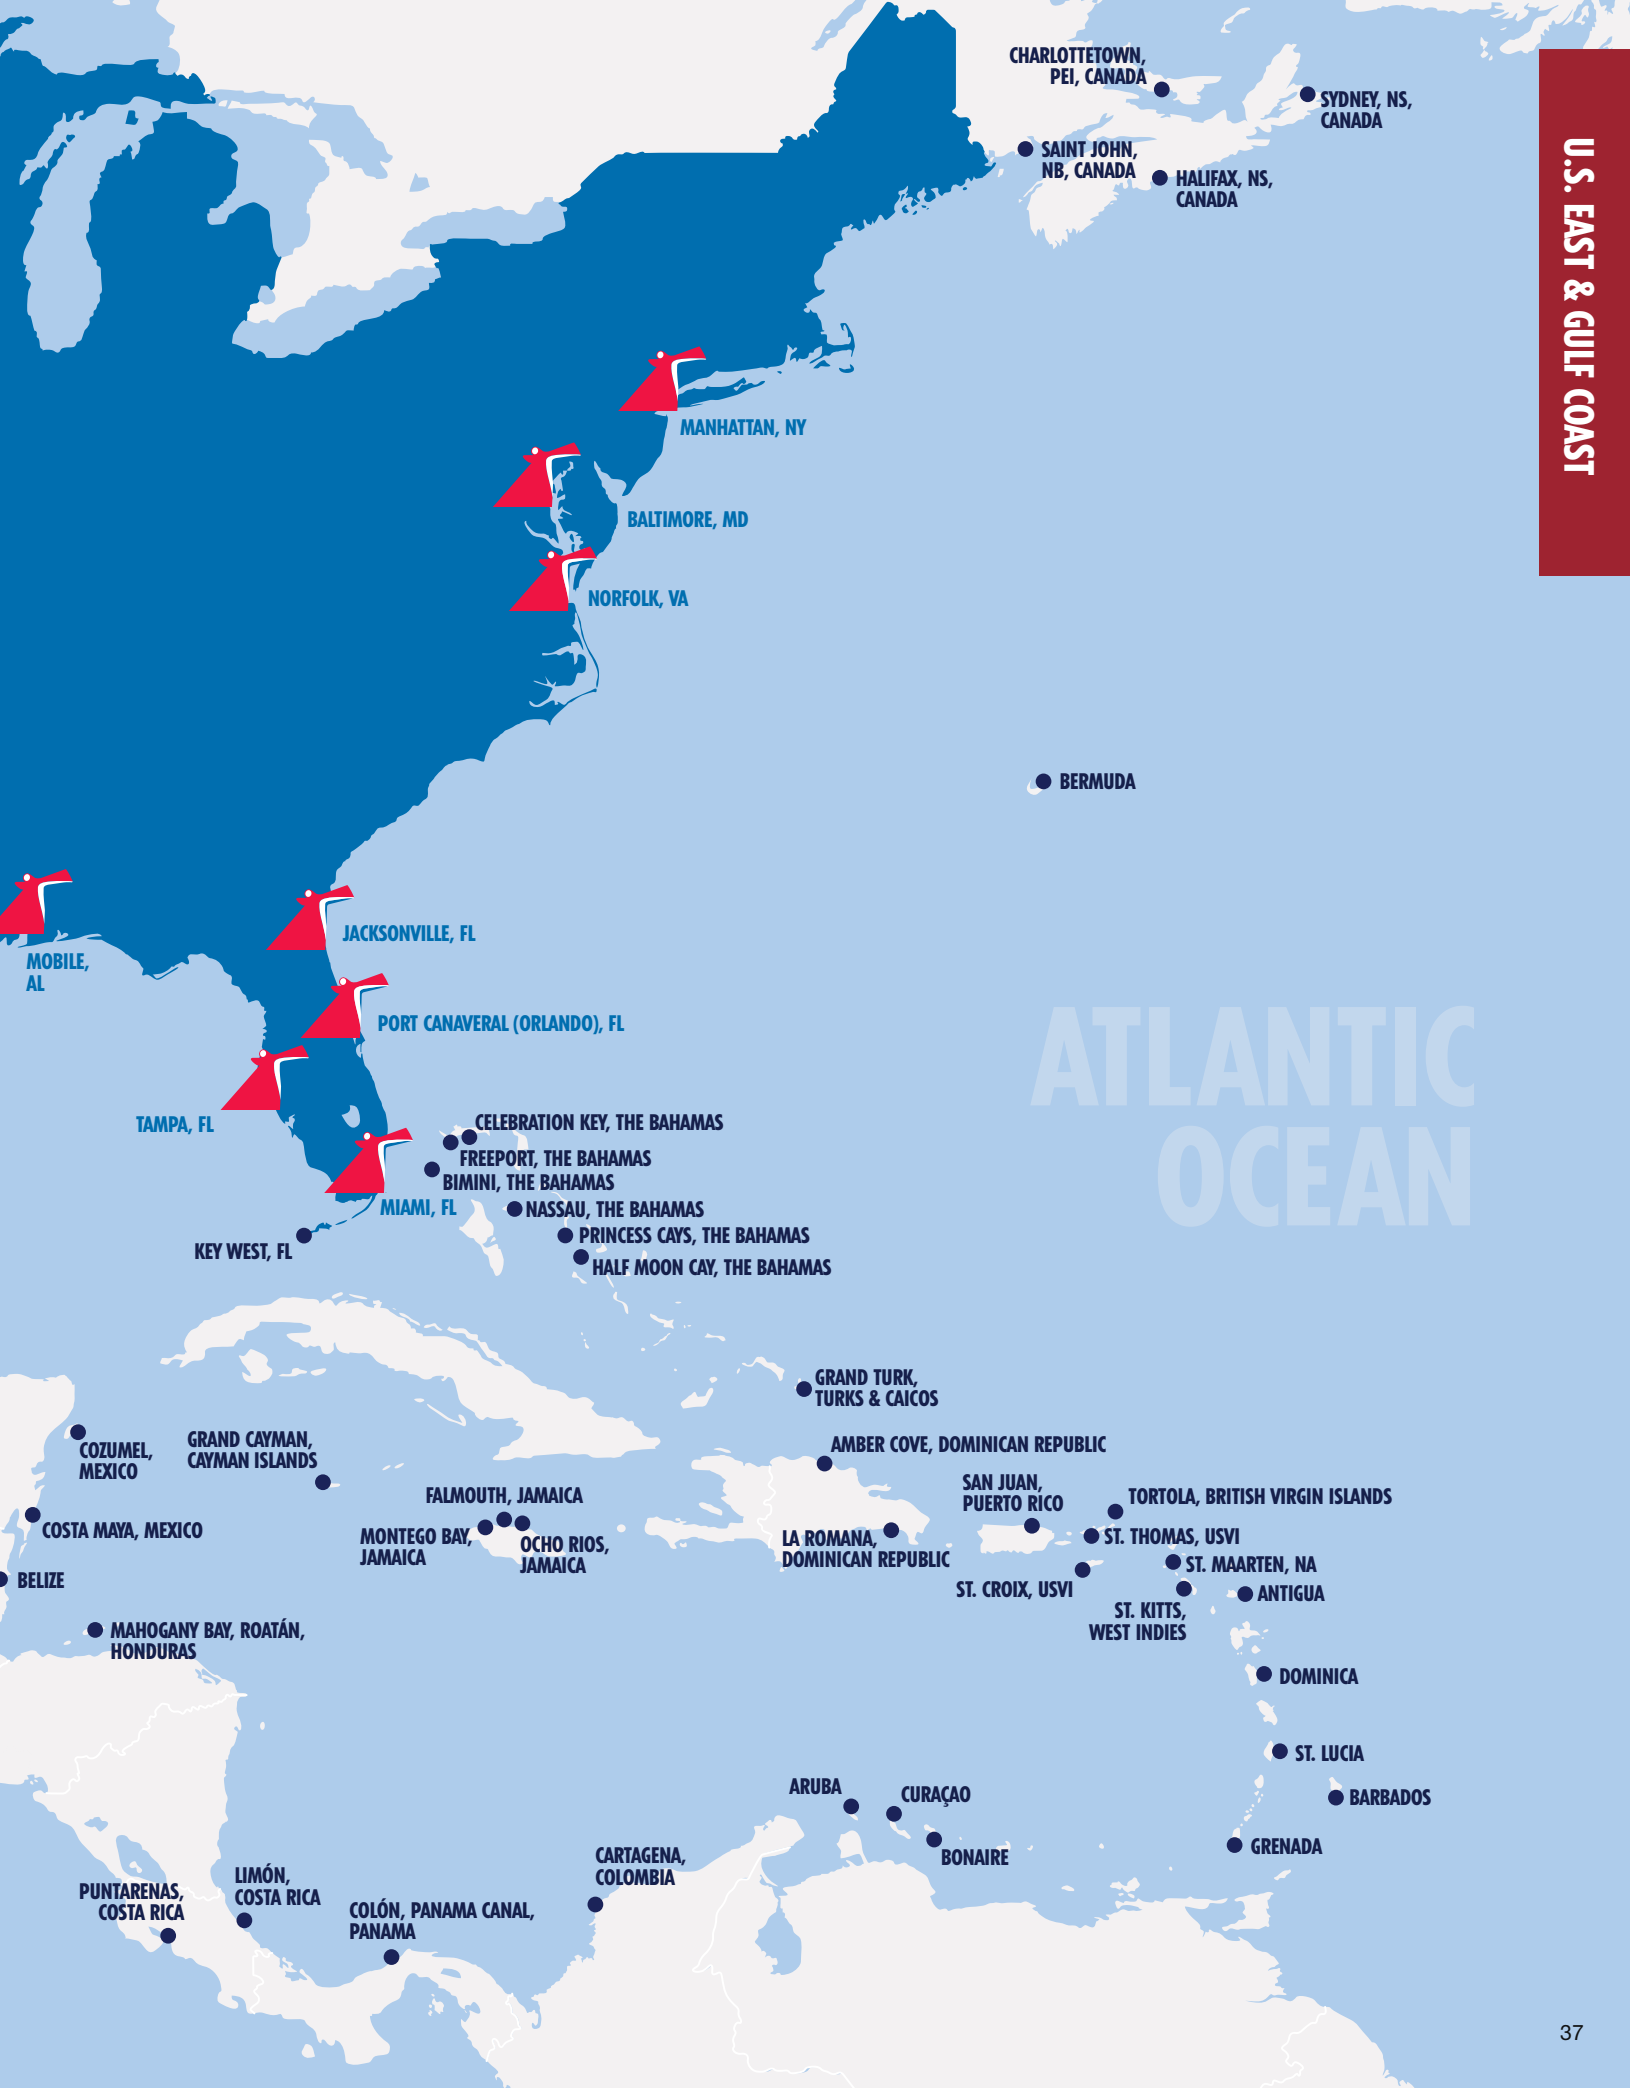 CHARLOTTETOWN,
PEI, CANADA
SYDNEY, NS,
CANADA
SAINT JOHN,
NB, CANADA
HALIFAX, NS,
CANADA
U.S. EAST & GULF COAST
MANHATTAN, NY
BALTIMORE, MD
NORFOLK, VA
BERMUDA
JACKSONVILLE, FL
MOBILE,
AL
PORT CANAVERAL (ORLANDO), FL
ATLANTIC
OCEAN
TAMPA, FL
CELEBRATION KEY, THE BAHAMAS
FREEPORT, THE BAHAMAS
BIMINI, THE BAHAMAS
MIAMI, FL
NASSAU, THE BAHAMAS
PRINCESS CAYS, THE BAHAMAS
KEY WEST, FL
HALF MOON CAY, THE BAHAMAS
GRAND TURK,
TURKS & CAICOS
COZUMEL,
MEXICO
GRAND CAYMAN,
CAYMAN ISLANDS
AMBER COVE, DOMINICAN REPUBLIC
SAN JUAN,
PUERTO RICO
TORTOLA, BRITISH VIRGIN ISLANDS
FALMOUTH, JAMAICA
COSTA MAYA, MEXICO
MONTEGO BAY,
JAMAICA
OCHO RIOS,
JAMAICA
LA ROMANA,
DOMINICAN REPUBLIC
ST. THOMAS, USVI
ST. MAARTEN, NA
BELIZE
ST. CROIX, USVI
ANTIGUA
ST. KITTS,
WEST INDIES
MAHOGANY BAY, ROATÁN,
HONDURAS
DOMINICA
ST. LUCIA
ARUBA
CURAÇAO
BARBADOS
BONAIRE
GRENADA
CARTAGENA,
COLOMBIA
PUNTARENAS,
COSTA RICA
LIMÓN,
COSTA RICA
COLÓN, PANAMA CANAL,
PANAMA
37